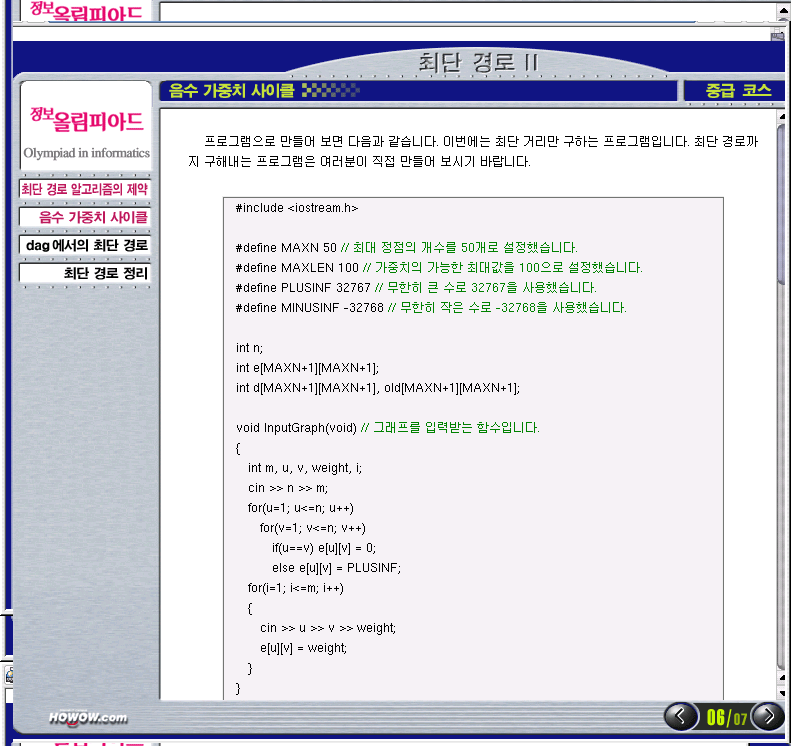 정보올림피아드
최단 경로 II
음수 가중치 사이클
중급 코스
정보올림피아드
Olympiad in informatics
최단 경로 알고리즘의 제약
음수 가중치 사이클
dag에서의 최단 경로
최단 경로 정리
프로그램으로 만들어 보면 다음과 같습니다. 이번에는 최단 거리만 구하는 프로그램입니다. 최단 경로까
지 구해내는 프로그램은 여러분이 직접 만들어 보시기 바랍니다.
#include <iostream.h>
#define MAXN 50 // 최대 정점의 개수를 50개로 설정했습니다.
#define MAXLEN 100 // 가중치의 가능한 최대값을 100으로 설정했습니다.
#define PLUSINF 32767 // 무한히 큰 수로 32767을 사용했습니다.
#define MINUSINF -32768 // 무한히 작은 수로 -32768을 사용했습니다.
int n;
int e[MAXN+1][MAXN+1];
int d[MAXN+1][MAXN+1], old[MAXN+1][MAXN+1];
void InputGraph(void) // 그래프를 입력받는 함수입니다.
{
int m, u, v, weight, i;
cin >> n >> m;
for(u=1; u<=n; u++)
for(v=1; v<=n; v++)
if(u==v) e[u][v] = 0;
else e[u][v] = PLUSINF;
for(i=1; i<=m; i++)
{
cin >> u >> v >> weight;
e[u][v] = weight;
}
}
HOWOW.com
06/07